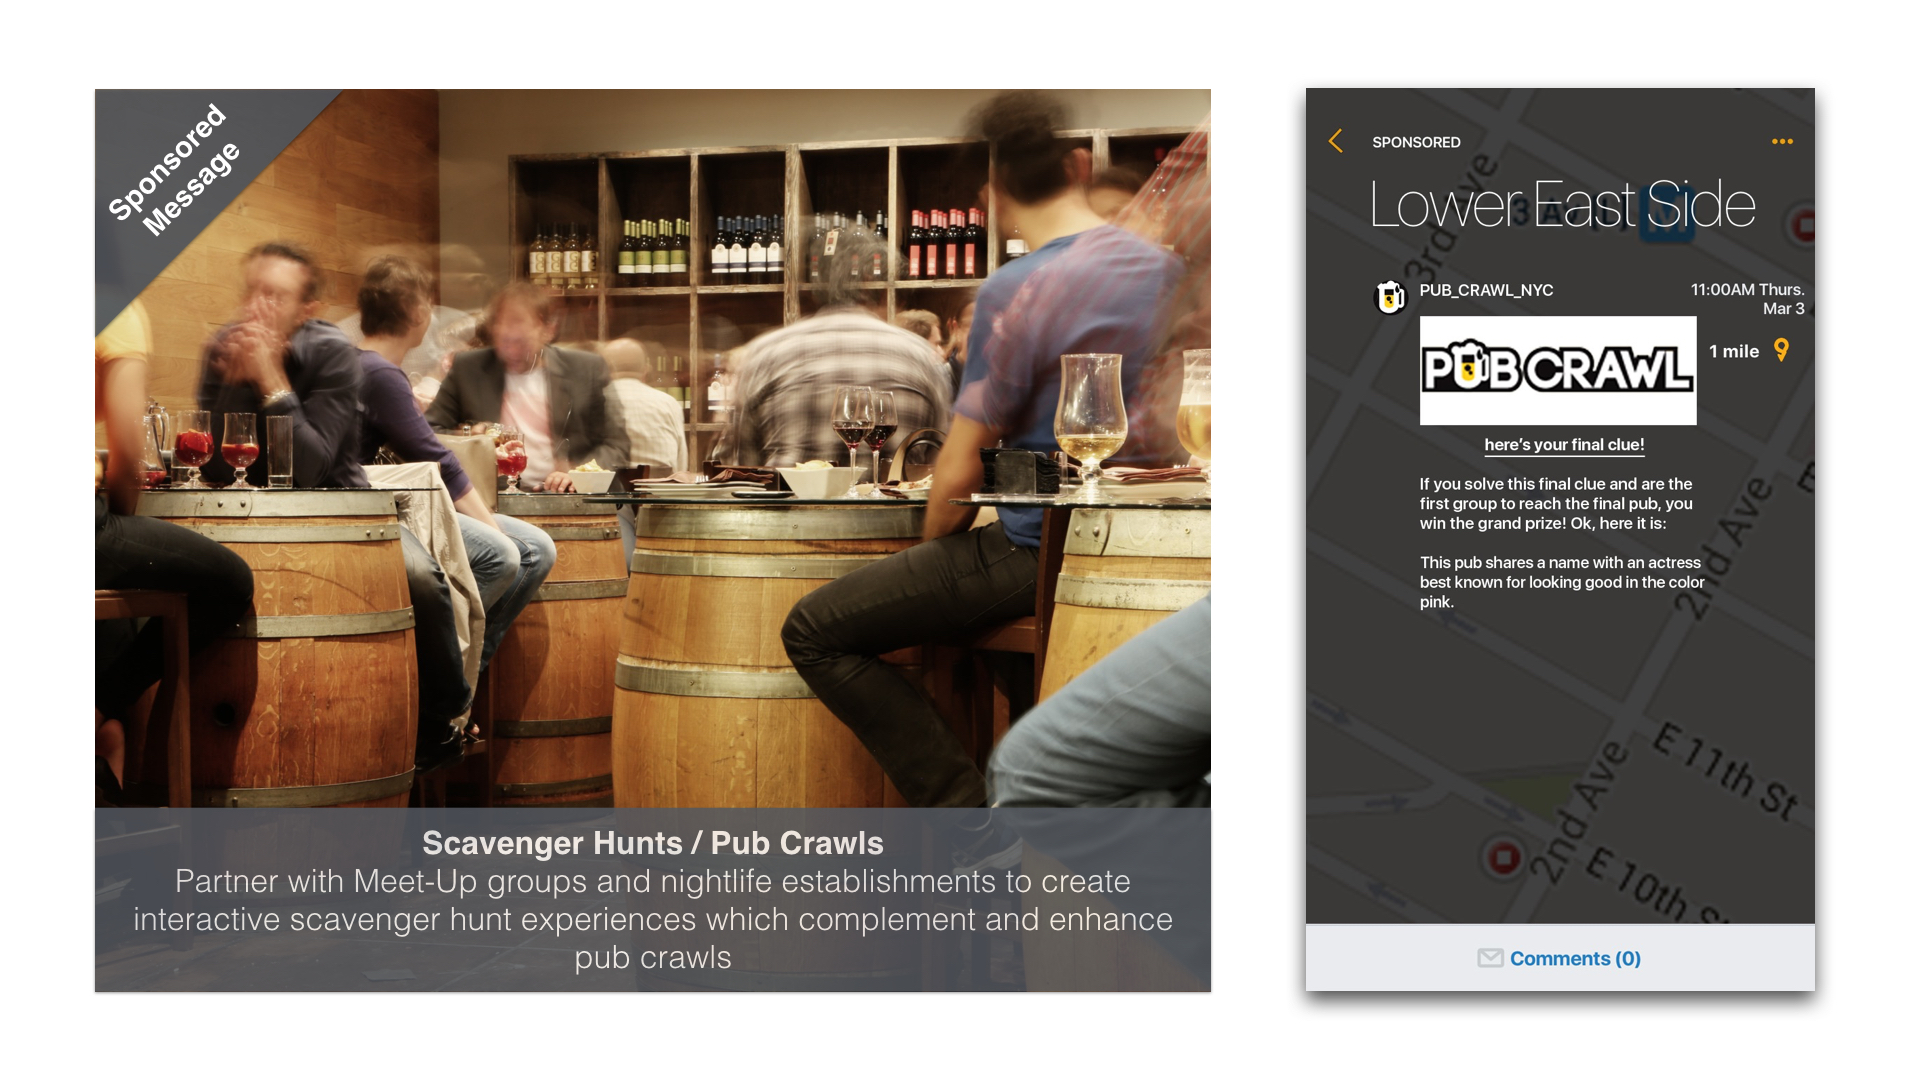 Sponsored
Message
Scavenger Hunts / Pub Crawls
Partner with Meet-Up groups and nightlife establishments to create
interactive scavenger hunt experiences which complement and enhance
pub crawls
SPONSORED
Lower East Side
PUB_CRAWL_NYC
11:00AM Thurs.
Mar 3
PUBCRAWL
1 mile
here's your final clue!
If you solve this final clue and are the
first group to reach the final pub, you
win the grand prize! Ok, here it is:
This pub shares a name with an actress
best known for looking good in the color
pink.
3rd Ave
2nd Ave
E 11th St
2nd Ave
E 10th St
Comments (0)